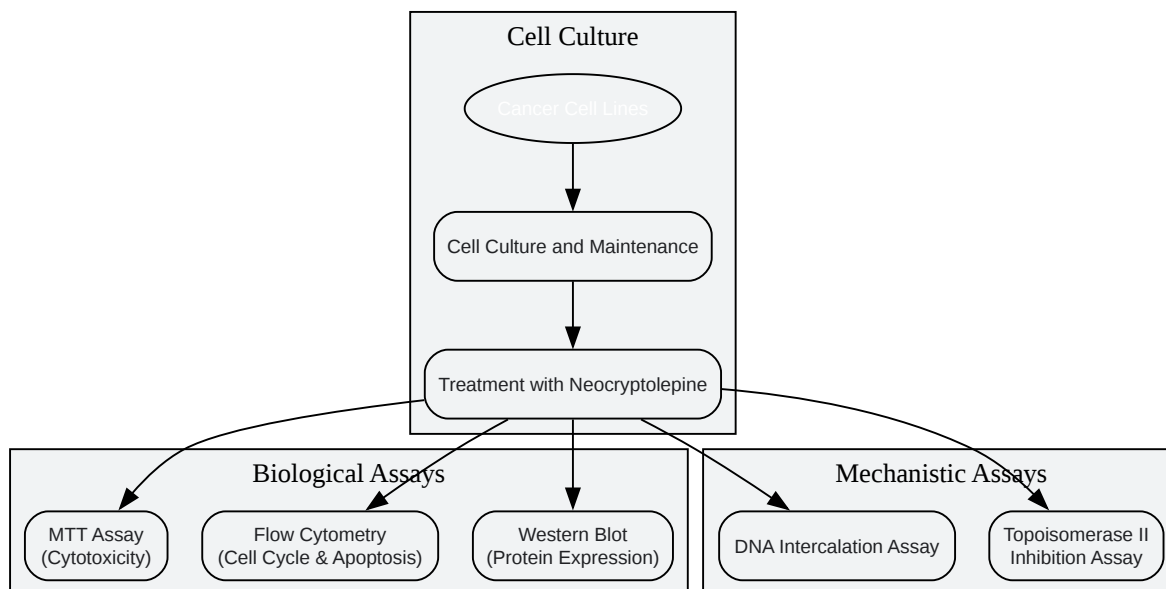 Cell Culture
Cancer Cell Lines
Cell Culture and Maintenance
Treatment with Neocryptolepine
Biological Assays
Mechanistic Assays
MTT Assay
(Cytotoxicity)
Flow Cytometry
(Cell Cycle & Apoptosis)
Western Blot
(Protein Expression)
DNA Intercalation Assay
Topoisomerase II
Inhibition Assay